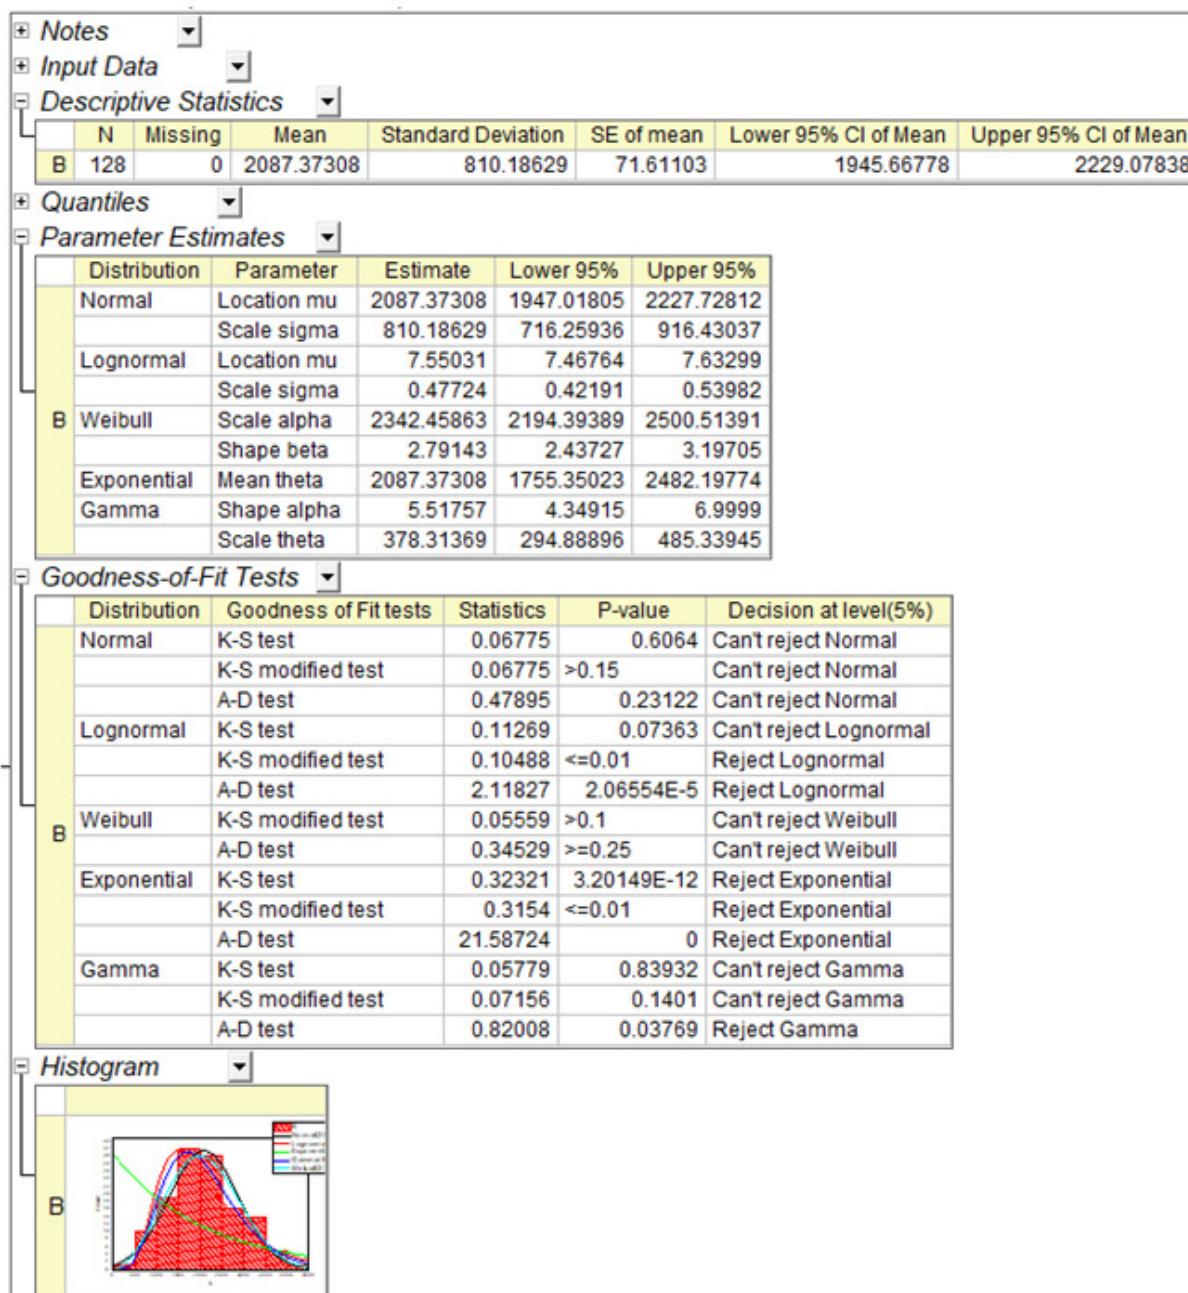 Notes
Input Data
Descriptive Statistics
N Missing Mean Standard Deviation SE of mean Lower 95% CI of Mean Upper 95% CI of Mean
B 128 0 2087.37308 810.18629 71.61103 1945.66778 2229.07838
Quantiles
Parameter Estimates
Distribution Parameter Estimate Lower 95% Upper 95%
Normal Location mu 2087.37308 1947.01805 2227.72812
Scale sigma 810.18629 716.25936 916.43037
Lognormal Location mu 7.55031 7.46764 7.63299
Scale sigma 0.47724 0.42191 0.53982
B Weibull Scale alpha 2342.45863 2194.39389 2500.51391
Shape beta 2.79143 2.43727 3.19705
Exponential Mean theta 2087.37308 1755.35023 2482.19774
Gamma Shape alpha 5.51757 4.34915 6.9999
Scale theta 378.31369 294.88896 485.33945
Goodness-of-Fit Tests
Distribution Goodness of Fit tests Statistics P-value Decision at level(5%)
Normal K-S test 0.06775 0.6064 Can't reject Normal
K-S modified test 0.06775 >0.15 Can't reject Normal
A-D test 0.47895 0.23122 Can't reject Normal
Lognormal K-S test 0.11269 0.07363 Can't reject Lognormal
K-S modified test 0.10488 <=0.01 Reject Lognormal
A-D test 2.11827 2.06554E-5 Reject Lognormal
B Weibull K-S modified test 0.05559 >0.1 Can't reject Weibull
A-D test 0.34529 >=0.25 Can't reject Weibull
Exponential K-S test 0.32321 3.20149E-12 Reject Exponential
K-S modified test 0.3154 <=0.01 Reject Exponential
A-D test 21.58724 0 Reject Exponential
Gamma K-S test 0.05779 0.83932 Can't reject Gamma
K-S modified test 0.07156 0.1401 Can't reject Gamma
A-D test 0.82008 0.03769 Reject Gamma
Histogram
B